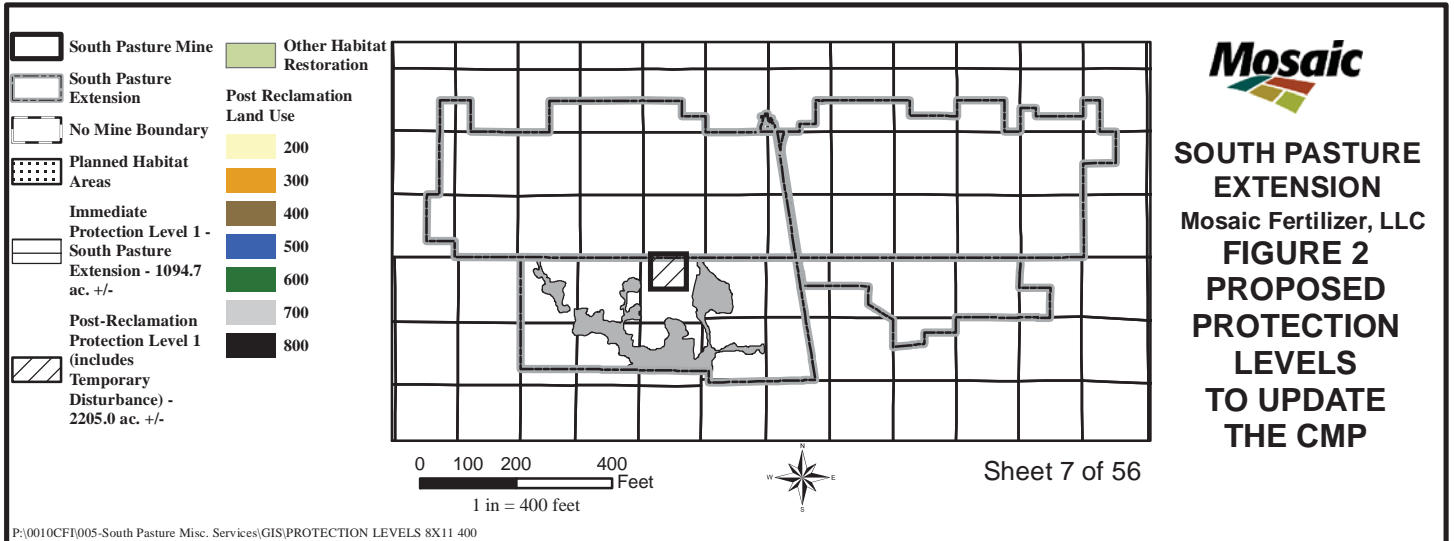 South Pasture Mine
South Pasture
Extension
No Mine Boundary
Planned Habitat
Areas
Immediate
Protection Level 1 -
South Pasture
Extension - 1094.7
ac. +/-
Post-Reclamation
Protection Level 1
(includes
Temporary
Disturbance) -
2205.0 ac. +/-
Other Habitat
Restoration
Post Reclamation
Land Use
200
300
400
500
600
700
800
0 100 200 400
Feet
1 in = 400 feet
N
W E
S
Sheet 7 of 56
Mosaic
SOUTH PASTURE
EXTENSION
Mosaic Fertilizer, LLC
FIGURE 2
PROPOSED
PROTECTION
LEVELS
TO UPDATE
THE CMP
P:\0010CFI\005-South Pasture Misc. Services\GIS\PROTECTION LEVELS 8X11 400